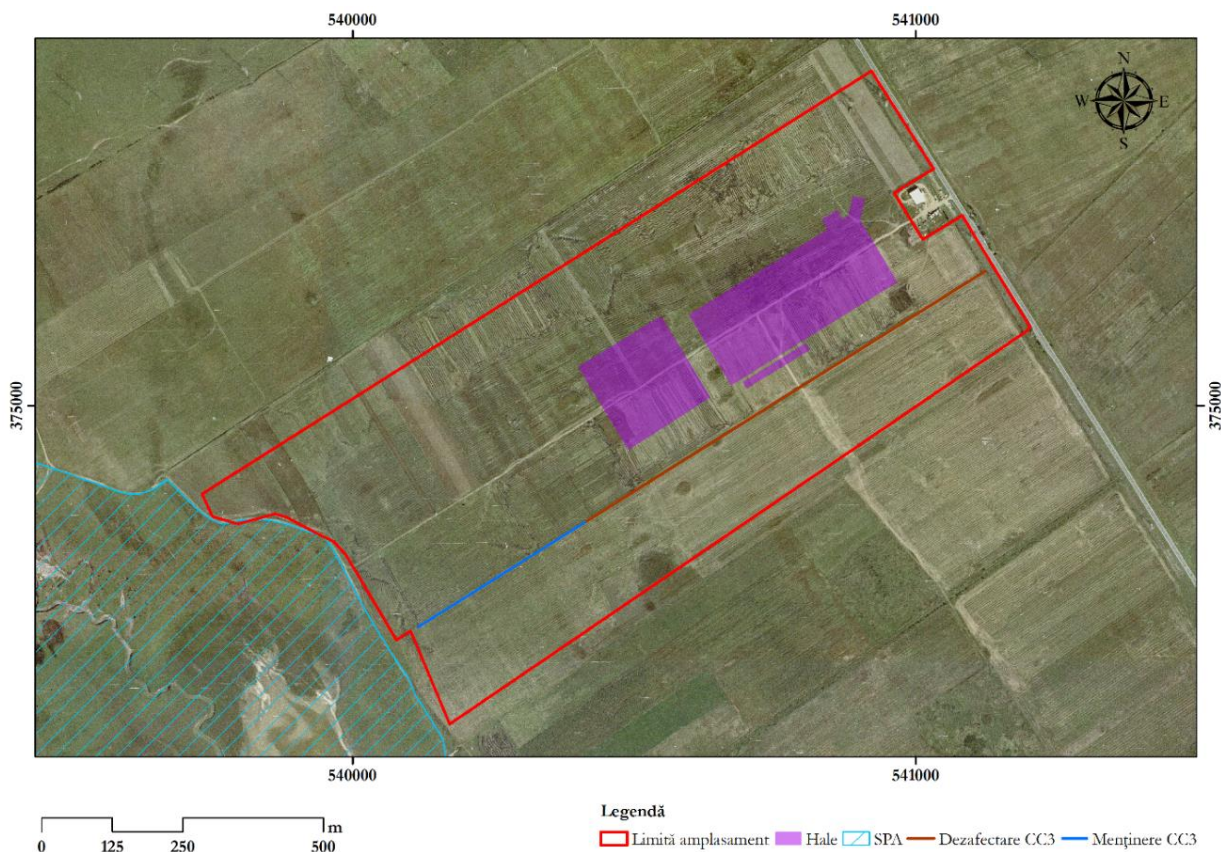 540000 541000
N
W E
S
375000 375000
540000 541000
Legendă
0 125 250 500 m
Limită amplasament Hale SPA Dezafectare CC3 Menținere CC3